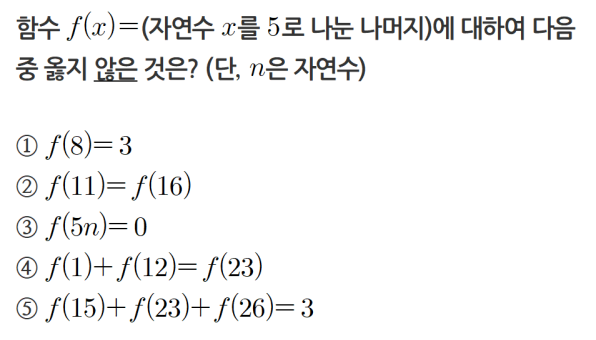 함수 f(x)=(자연수 x를 5로 나눈 나머지)에 대하여 다음
중 옳지 않은 것은? (단, n은 자연수)
① f(8)=3
② f(11)=f(16)
③ f(5n)=0
④ f(1)+f(12)=f(23)
⑤ f(15)+f(23)+f(26)=3